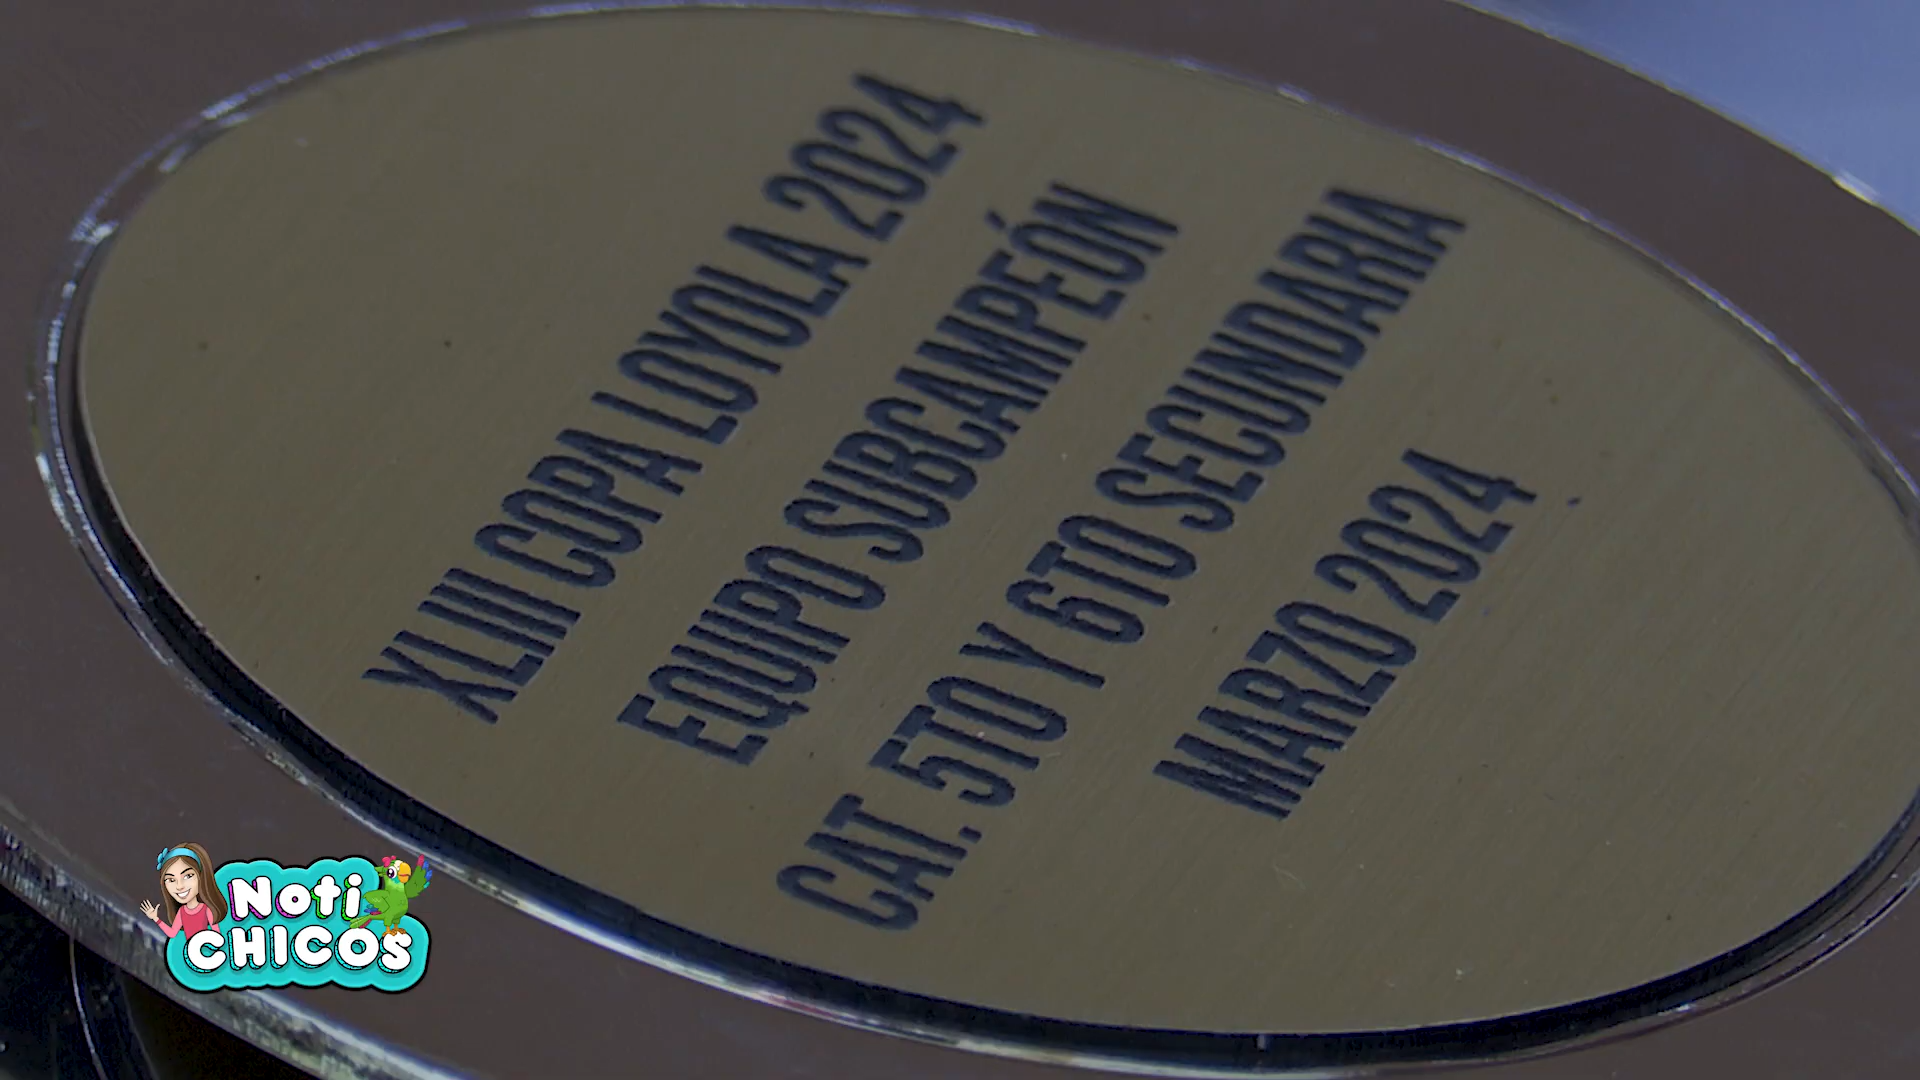 XLIII COPA LOYOLA 2024
EQUIPO SUBCAMPEÓN
CAT. 5TO Y 6TO SECUNDARIA
MARZO 2024
Noti
CHICOS